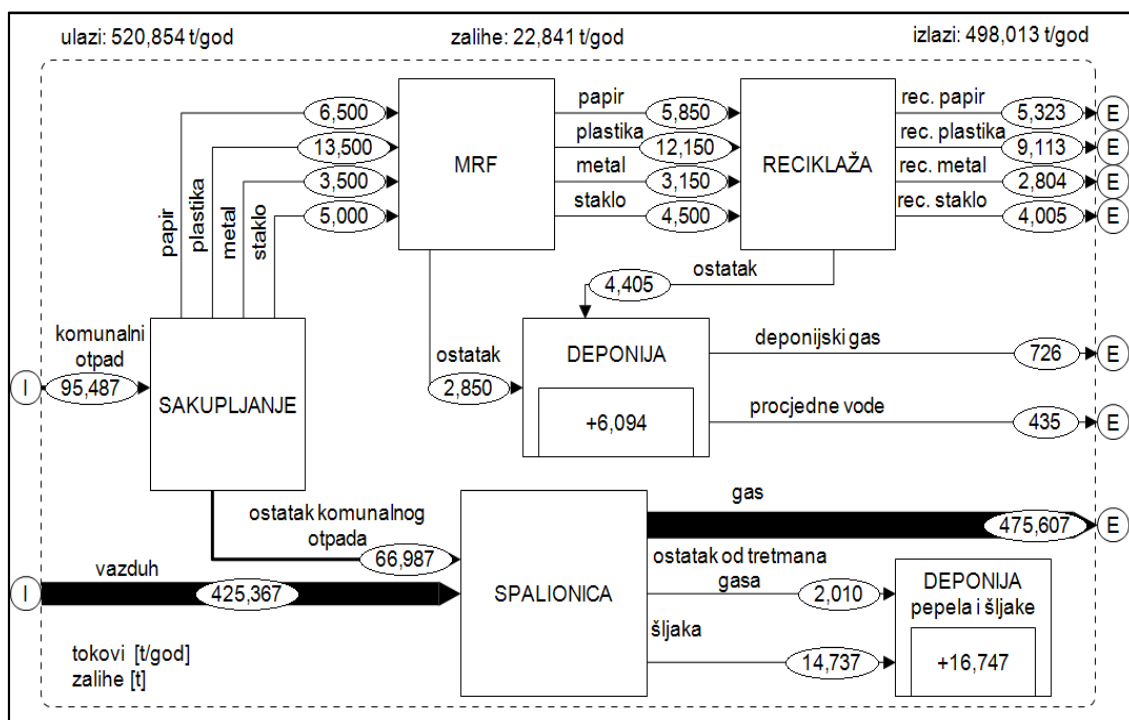 ulazi: 520,854 t/god
zalihe: 22,841 t/god
izlazi: 498,013 t/god
papir
plastika
metal
staklo
6,500
13,500
3,500
5,000
MRF
papir
plastika
metal
staklo
5,850
12,150
3,150
4,500
RECIKLAŽA
rec. papir
rec. plastika
rec. metal
rec. staklo
5,323
9,113
2,804
4,005
E
E
E
E
ostatak
4,405
komunalni
otpad
I
95,487
SAKUPLJANJE
ostatak
2,850
DEPONIJA
+6,094
deponijski gas
726
E
procjedne vode
435
E
ostatak komunalnog
otpada
66,987
vazduh
I
425,367
SPALIONICA
gas
475,607
E
ostatak od tretmana
gasa
2,010
šljaka
14,737
DEPONIJA
pepela i šljake
+16,747
tokovi [t/god]
zalihe [t]